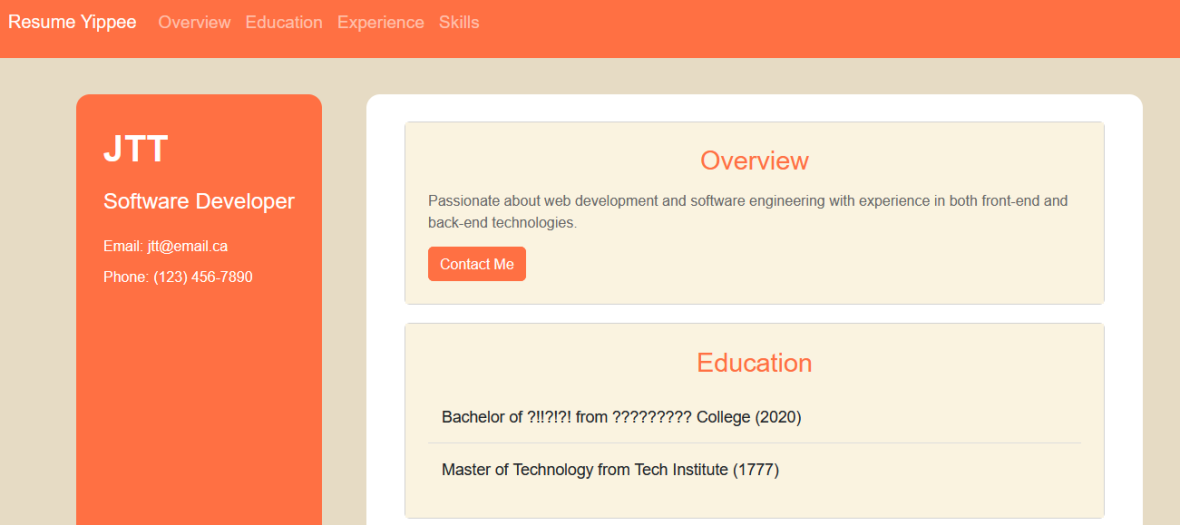 Resume Yippee Overview Education Experience Skills
JTT
Software Developer
Email: jtt@email.ca
Phone: (123) 456-7890
Overview
Passionate about web development and software engineering with experience in both front-end and
back-end technologies.
Contact Me
Education
Bachelor of ?!!?!?! from ????????? College (2020)
Master of Technology from Tech Institute (1777)